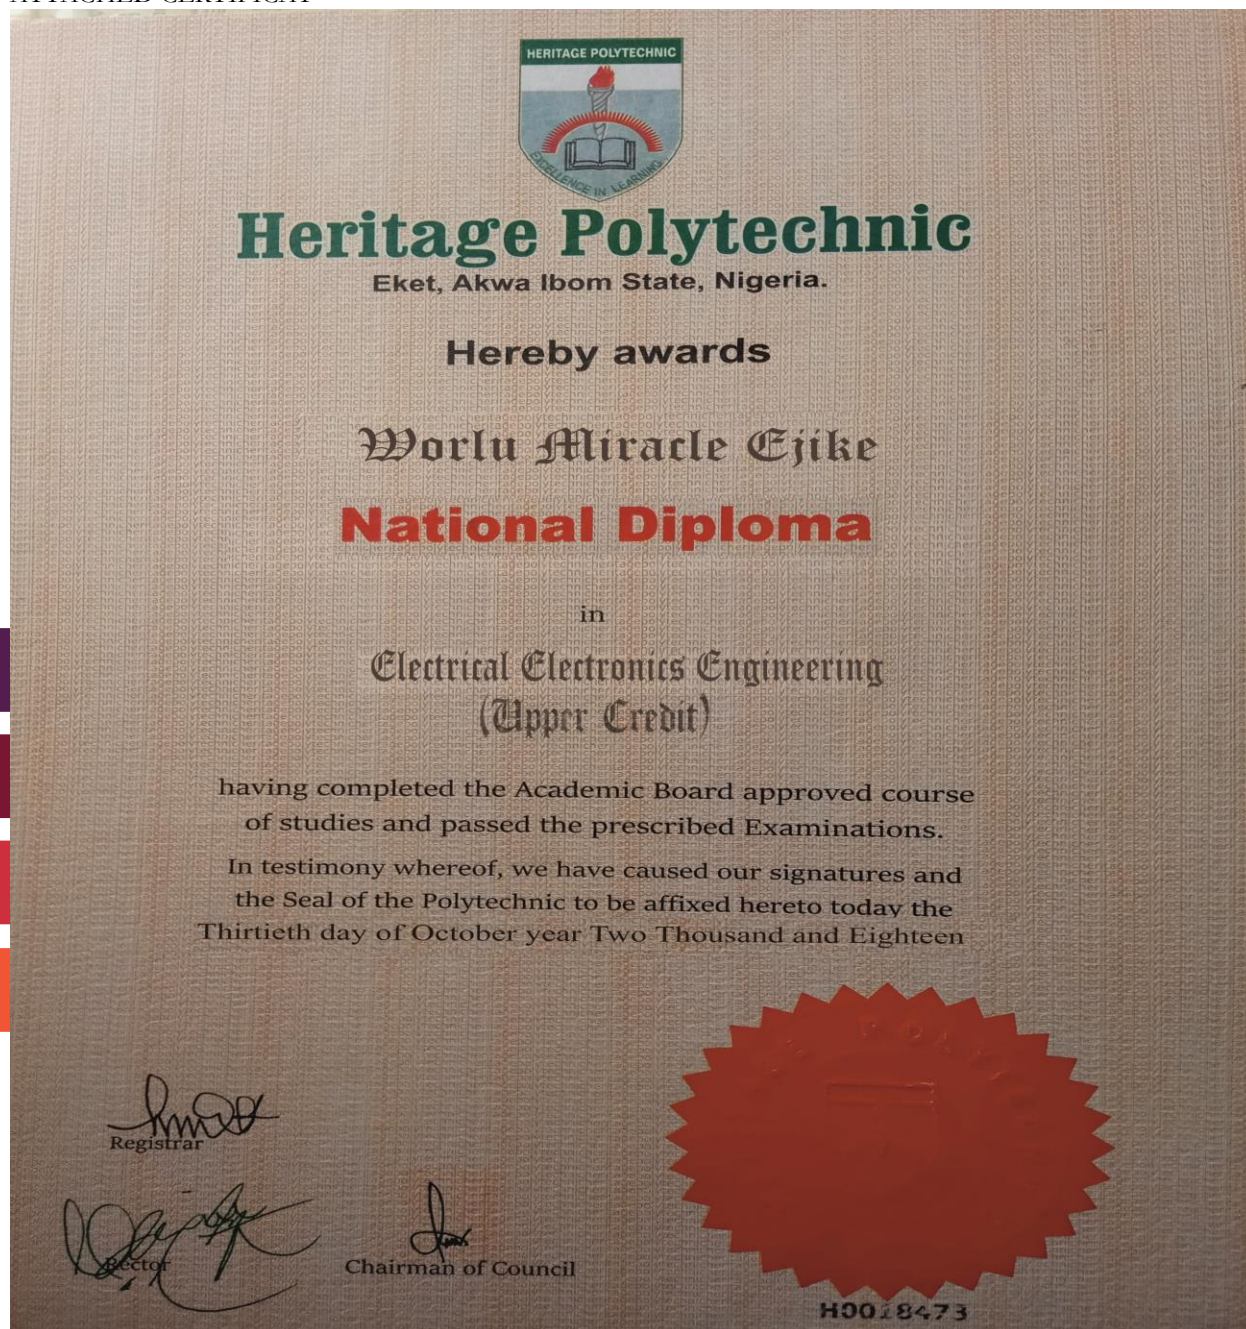 HERITAGE POLYTECHNIC
EXCELLENCE IN LEARNING
Heritage Polytechnic
Eket, Akwa Ibom State, Nigeria.
Hereby awards
Worlu Miracle Ejike
National Diploma
in
Electrical Electronics Engineering
(Upper Credit)
having completed the Academic Board approved course
of studies and passed the prescribed Examinations.
In testimony whereof, we have caused our signatures and
the Seal of the Polytechnic to be affixed hereto today the
Thirtieth day of October year Two Thousand and Eighteen
Registrar
Rector
Chairman of Council